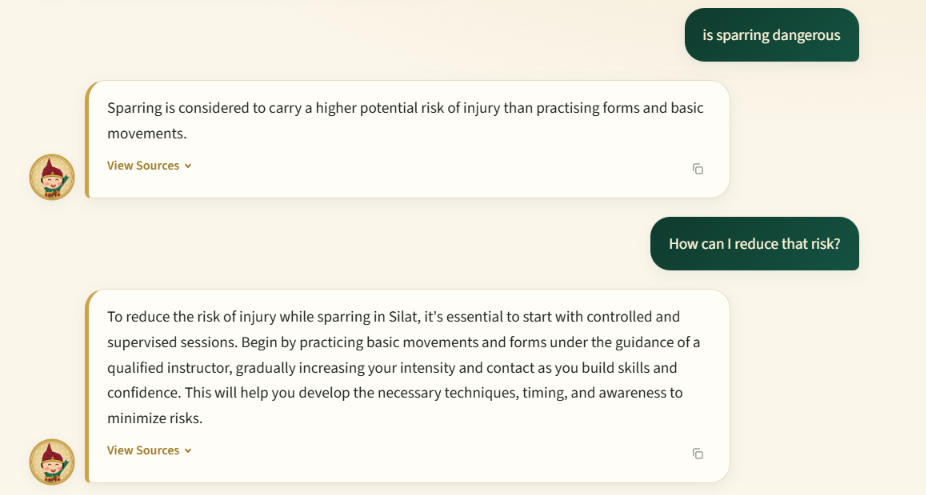 is sparring dangerous
Sparring is considered to carry a higher potential risk of injury than practising forms and basic
movements.
View Sources
How can I reduce that risk?
To reduce the risk of injury while sparring in Silat, it's essential to start with controlled and
supervised sessions. Begin by practicing basic movements and forms under the guidance of a
qualified instructor, gradually increasing your intensity and contact as you build skills and
confidence. This will help you develop the necessary techniques, timing, and awareness to
minimize risks.
View Sources